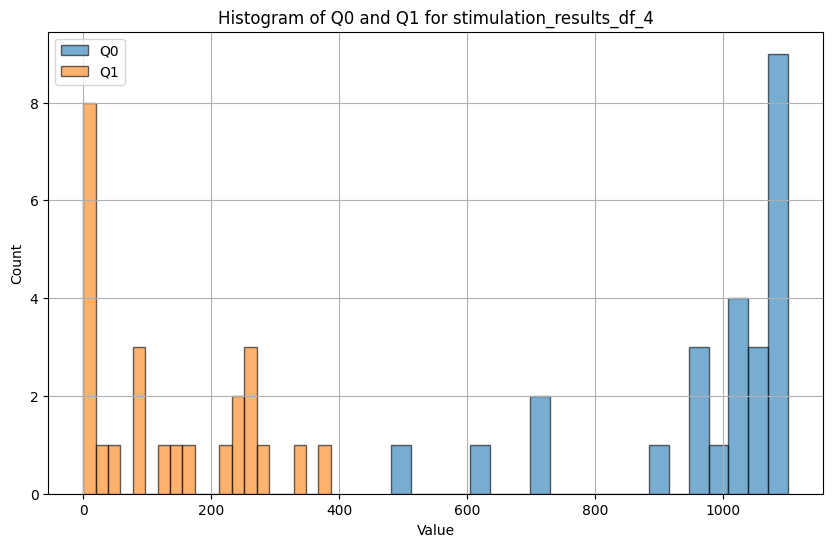 Histogram of Q0 and Q1 for stimulation_results_df_4
Q0
Q1
Count
8
6
4
2
0
0 200 400 600 800 1000
Value